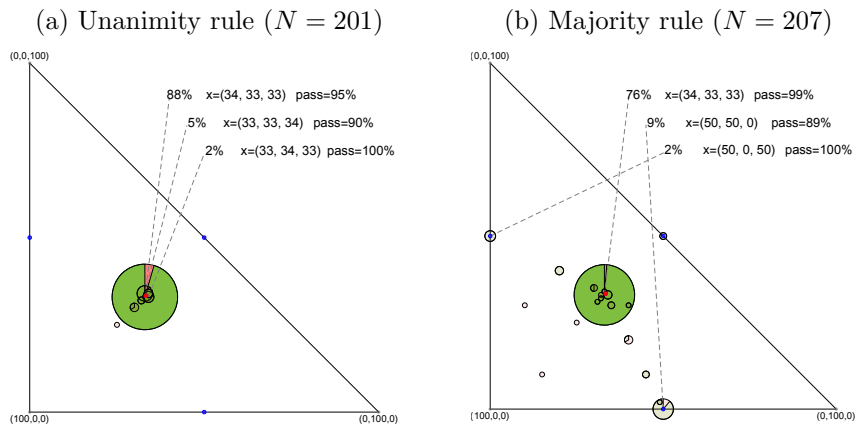 (a) Unanimity rule (N = 201)
(0,0,100)
88% x=(34, 33, 33) pass=95%
5% x=(33, 33, 34) pass=90%
2% x=(33, 34, 33) pass=100%
(100,0,0)
(0,100,0)
(b) Majority rule (N = 207)
(0,0,100)
76% x=(34, 33, 33) pass=99%
9% x=(50, 50, 0) pass=89%
2% x=(50, 0, 50) pass=100%
[100,0,0)
(0,100,0)